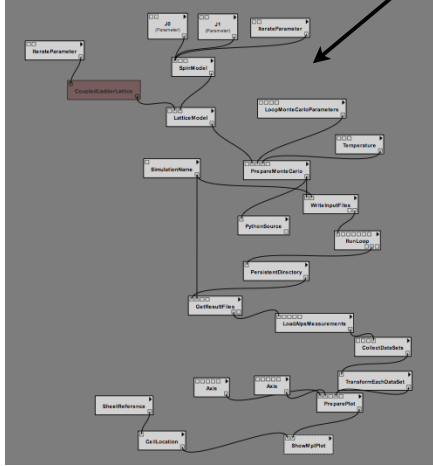 J0
(Parameter)
J1
(Parameter)
IterateParameter
IterateParameter
SpinModel
CoupledLadderLattice
LatticeModel
LoopMonteCarloParameters
Temperature
SimulationName
PrepareMonteCarlo
WriteInputFiles
PythonSource
RunLoop
PersistentDirectory
GetResultFiles
LoadAlpsMeasurements
CollectDataSets
TransformEachDataSet
Axis
Axis
PreparePlot
SheetReference
CellLocation
ShowMplPlot